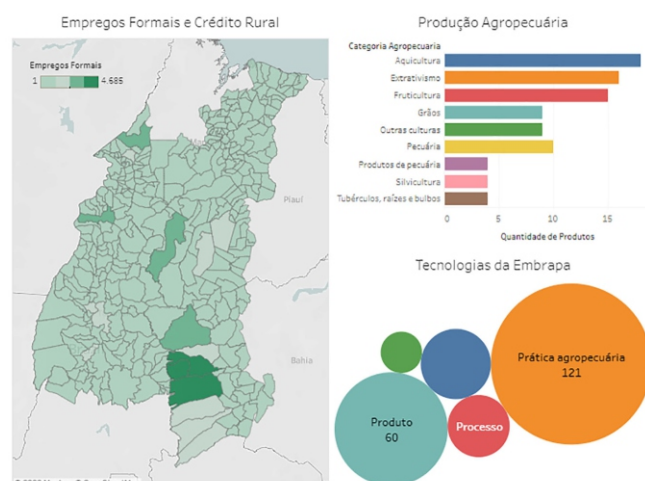 Empregos Formais e Crédito Rural
Empregos Formais
1
4.685
Piauí
Bahia
Produção Agropecuária
Categoria Agropecuaria
Aquicultura
Extrativismo
Fruticultura
Grãos
Outras culturas
Pecuária
Produtos de pecuária
Silvicultura
Tubérculos, raízes e bulbos
0 5 10 15
Quantidade de Produtos
Tecnologias da Embrapa
Prática agropecuária
121
Produto
60
Processo